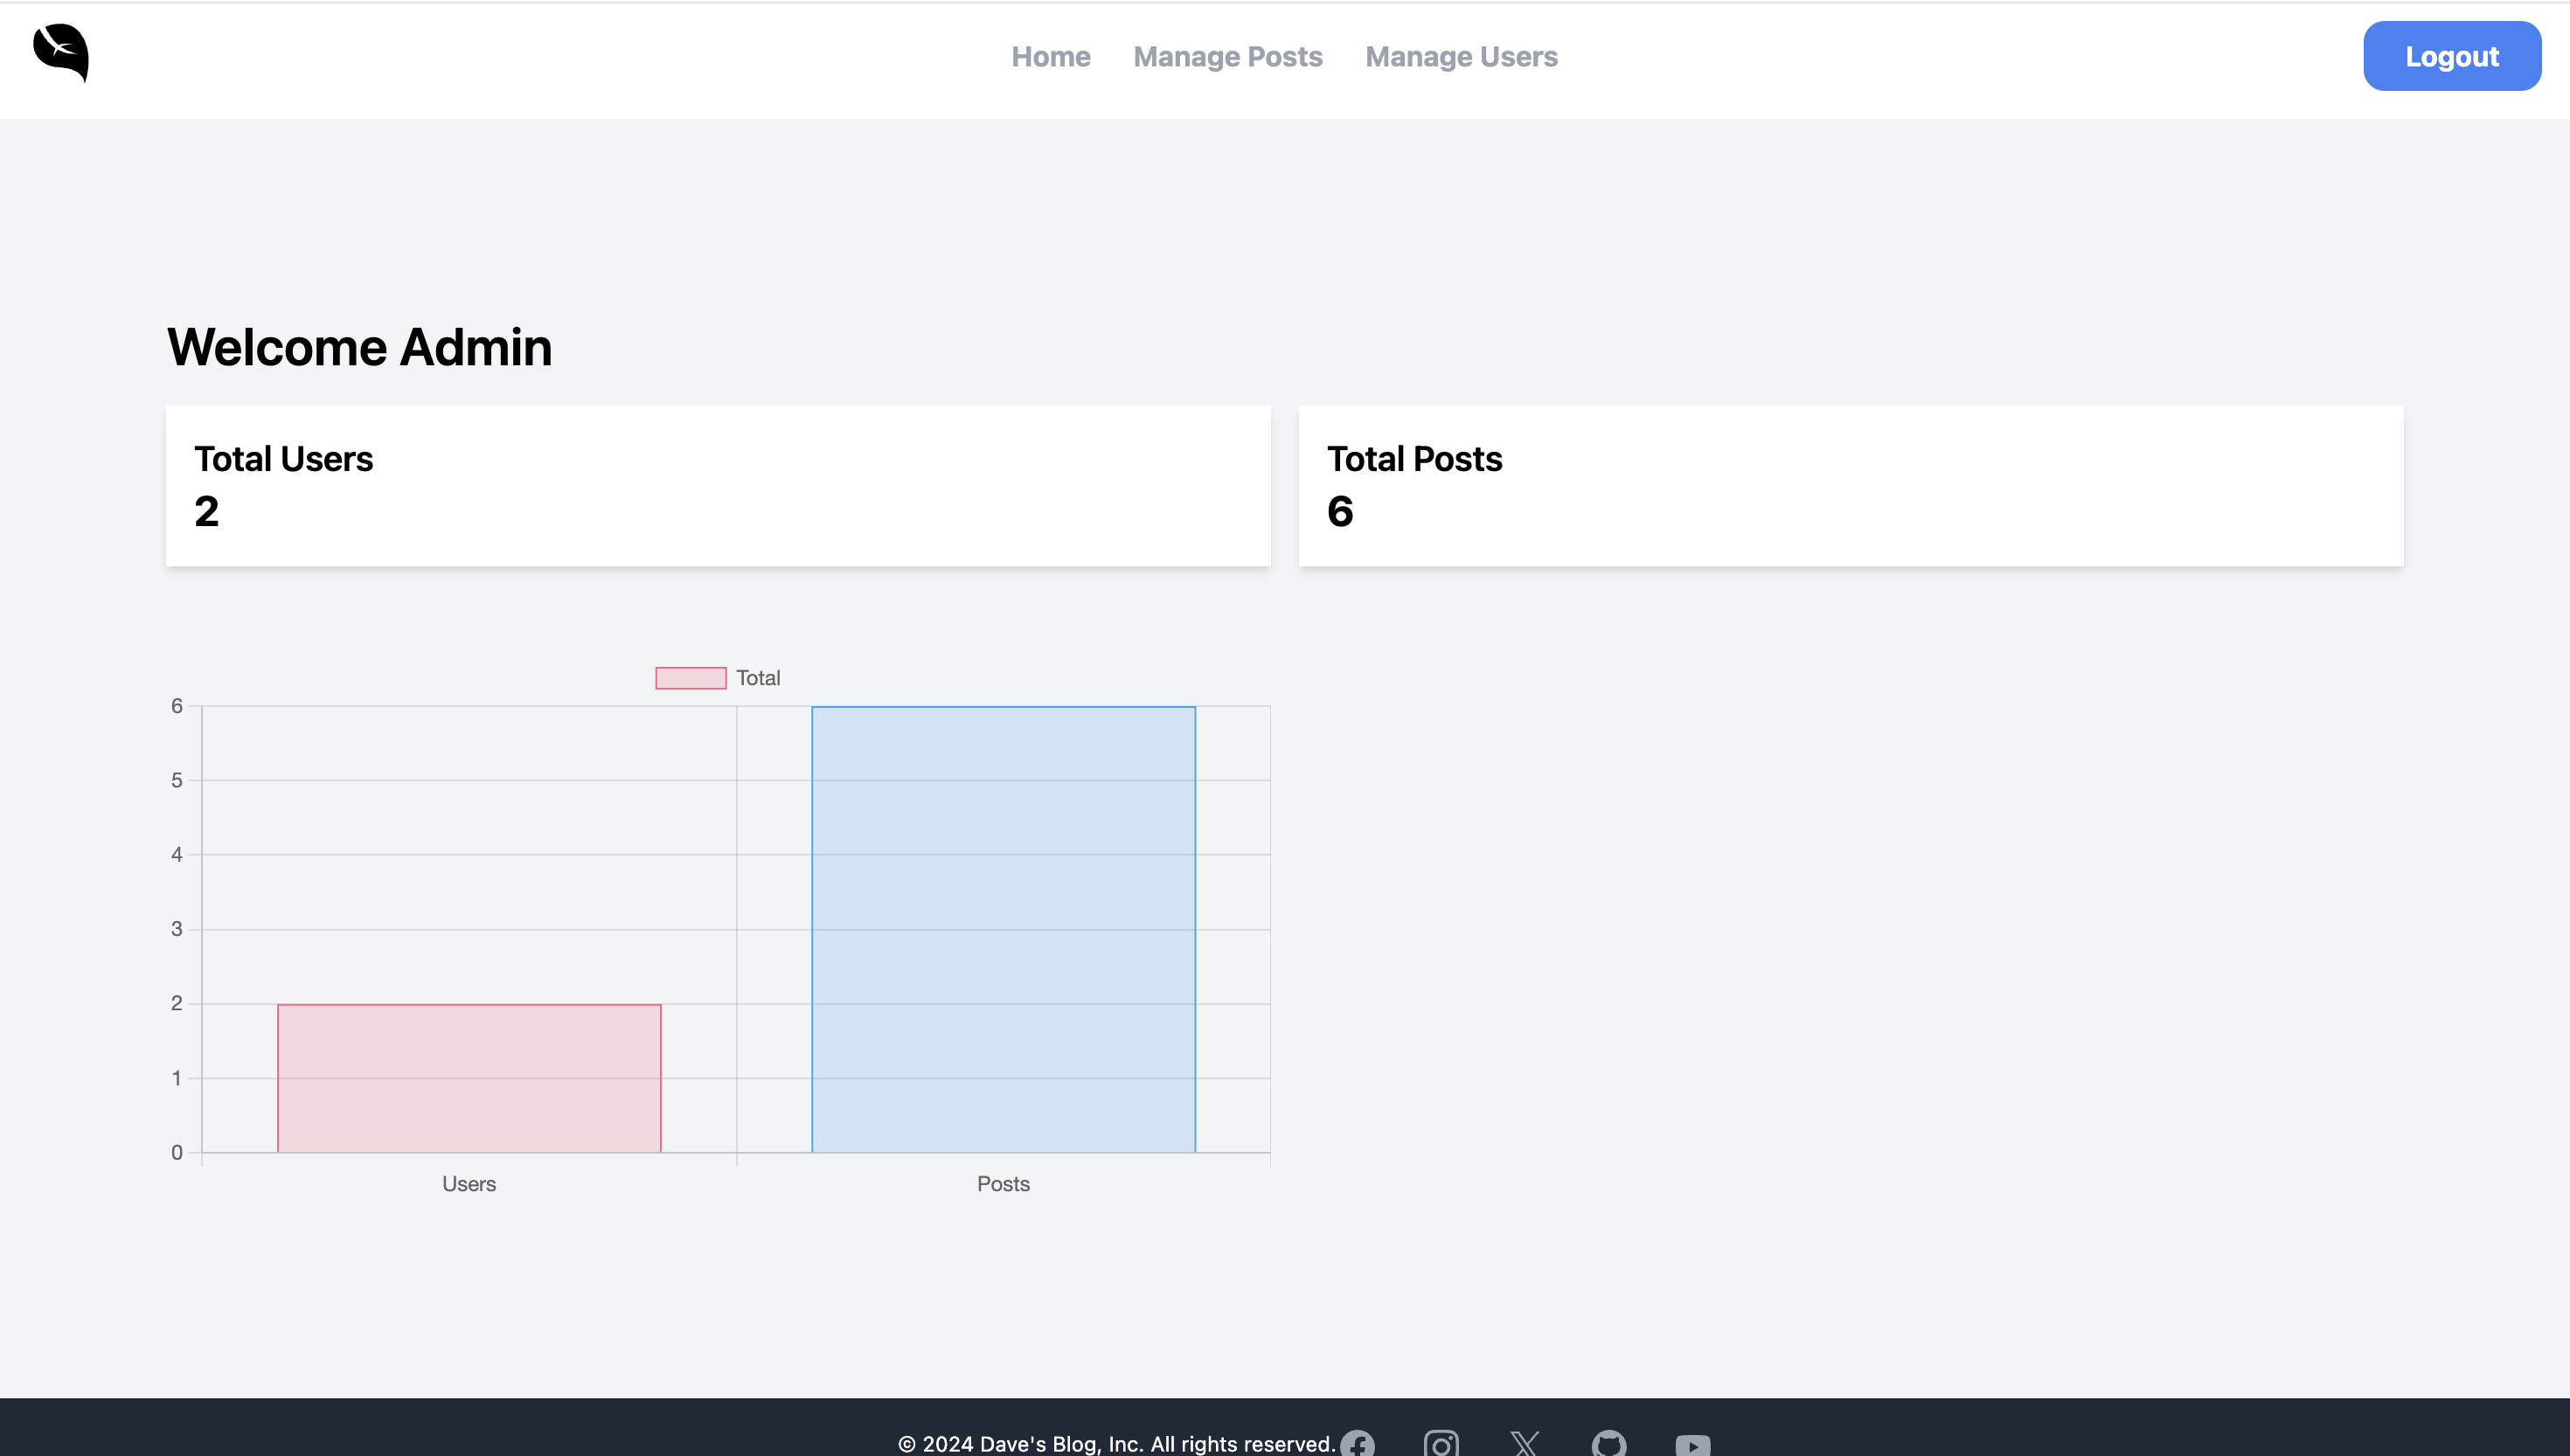 Home Manage Posts Manage Users Logout
Welcome Admin
Total Users
2
Total Posts
6
Total
6
5
4
3
2
1
0
Users Posts
© 2024 Dave's Blog, Inc. All rights reserved.